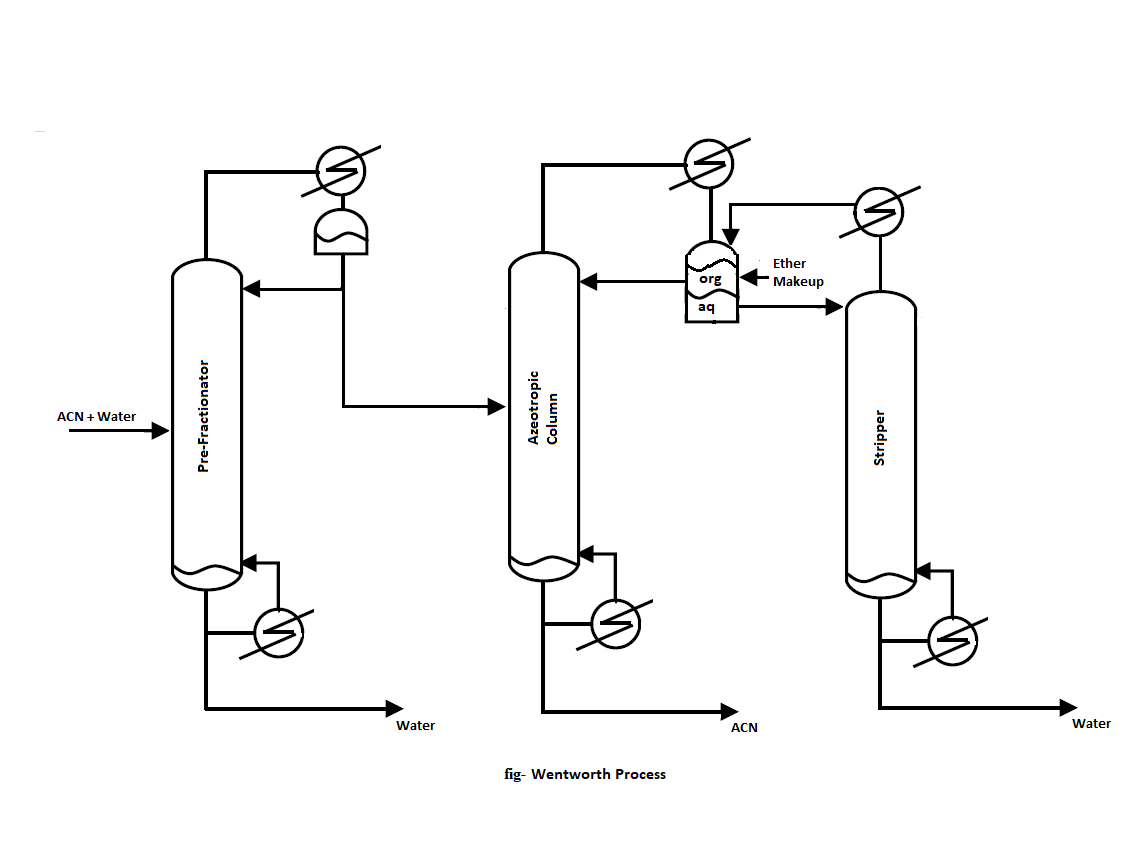 Ether
Makeup
org
aq
ACN + Water
Pre-Fractionator
Azeotropic
Column
Stripper
Water
ACN
Water
fig- Wentworth Process